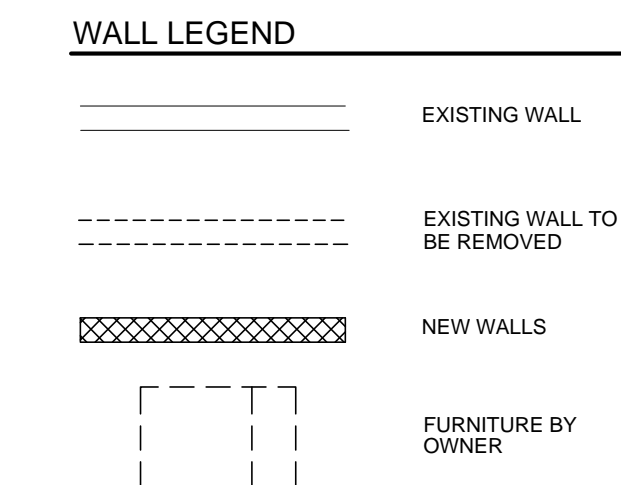 WALL LEGEND
EXISTING WALL
EXISTING WALL TO
BE REMOVED
NEW WALLS
FURNITURE BY
OWNER